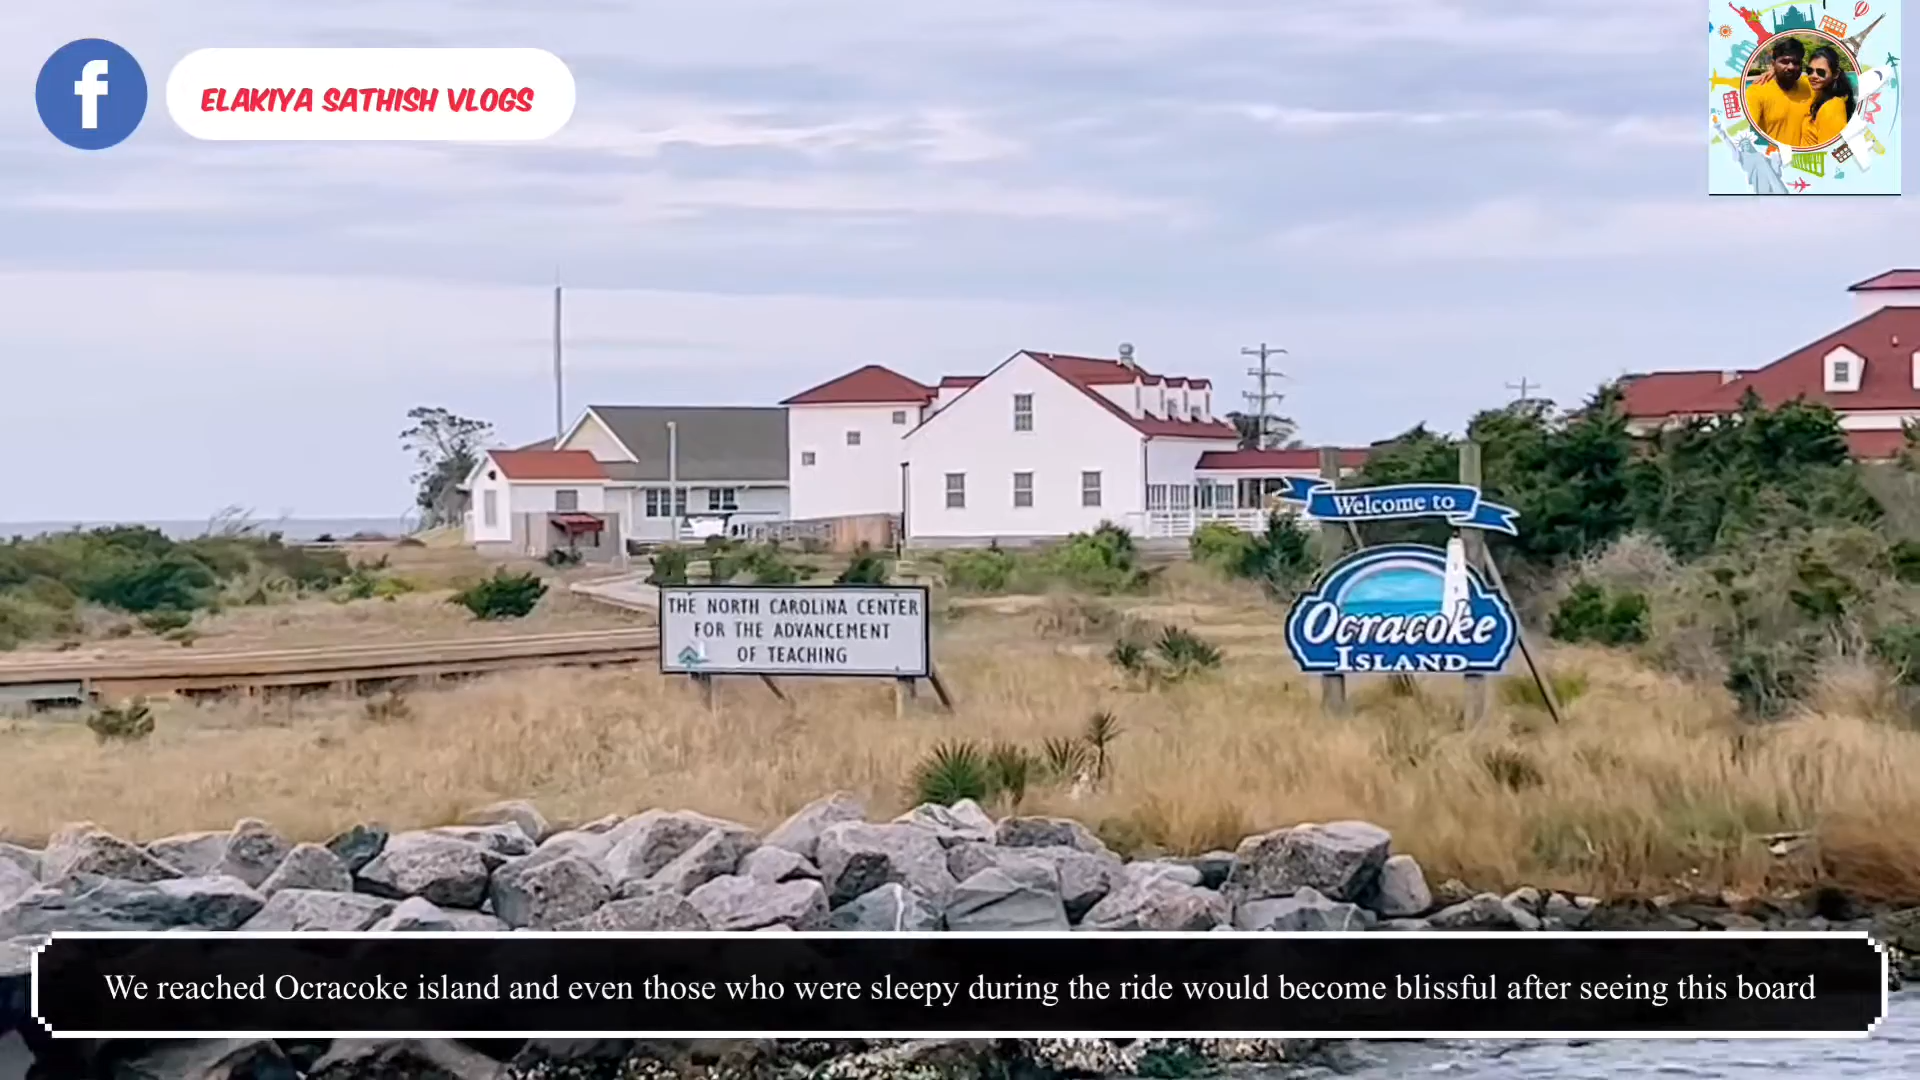 f
ELAKIYA SATHISH VLOGS
Welcome to
Ocracoke
ISLAND
THE NORTH CAROLINA CENTER
FOR THE ADVANCEMENT
OF TEACHING
We reached Ocracoke island and even those who were sleepy during the ride would become blissful after seeing this board